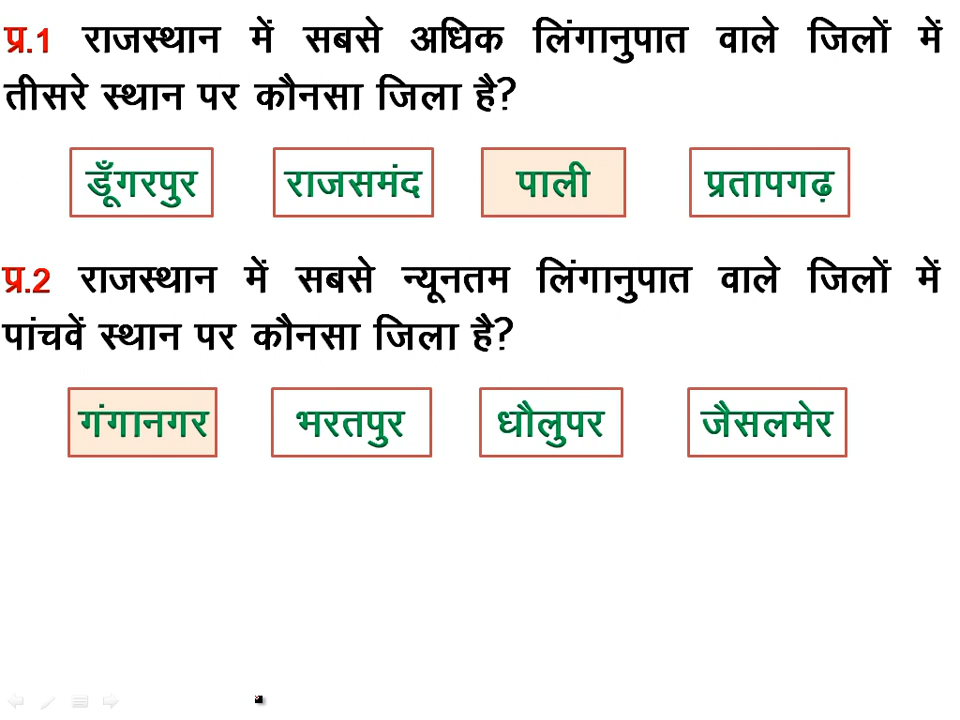 प्र.1 राजस्थान में सबसे अधिक लिंगानुपात वाले जिलों में
तीसरे स्थान पर कौनसा जिला है?
डूँगरपुर राजसमंद पाली प्रतापगढ़
प्र.2 राजस्थान में सबसे न्यूनतम लिंगानुपात वाले जिलों में
पांचवें स्थान पर कौनसा जिला है?
गंगानगर भरतपुर धौलुपर जैसलमेर